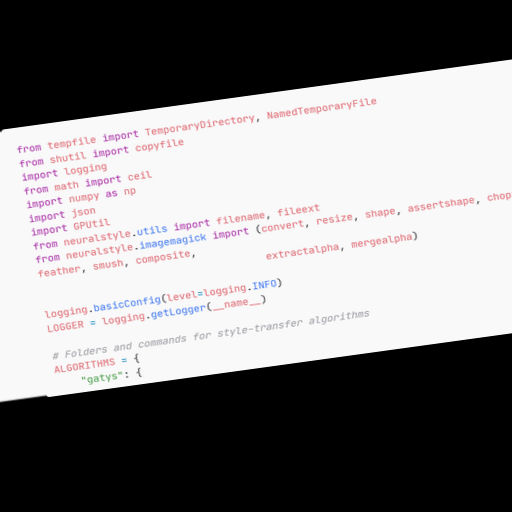 from tempfile import TemporaryDirectory, NamedTemporaryFile
from shutil import copyfile
import logging
from math import ceil
import numpy as np
import json
import GPUtil
from neuralstyle.utils import filename, fileext
from neuralstyle.imagemagick import (convert, resize, shape, assertshape, chop
feather, smush, composite,            extractalpha, mergealpha)
logging.basicConfig(level=logging.INFO)
LOGGER = logging.getLogger(__name__)
# Folders and commands for style-transfer algorithms
ALGORITHMS = {
    "gatys": {